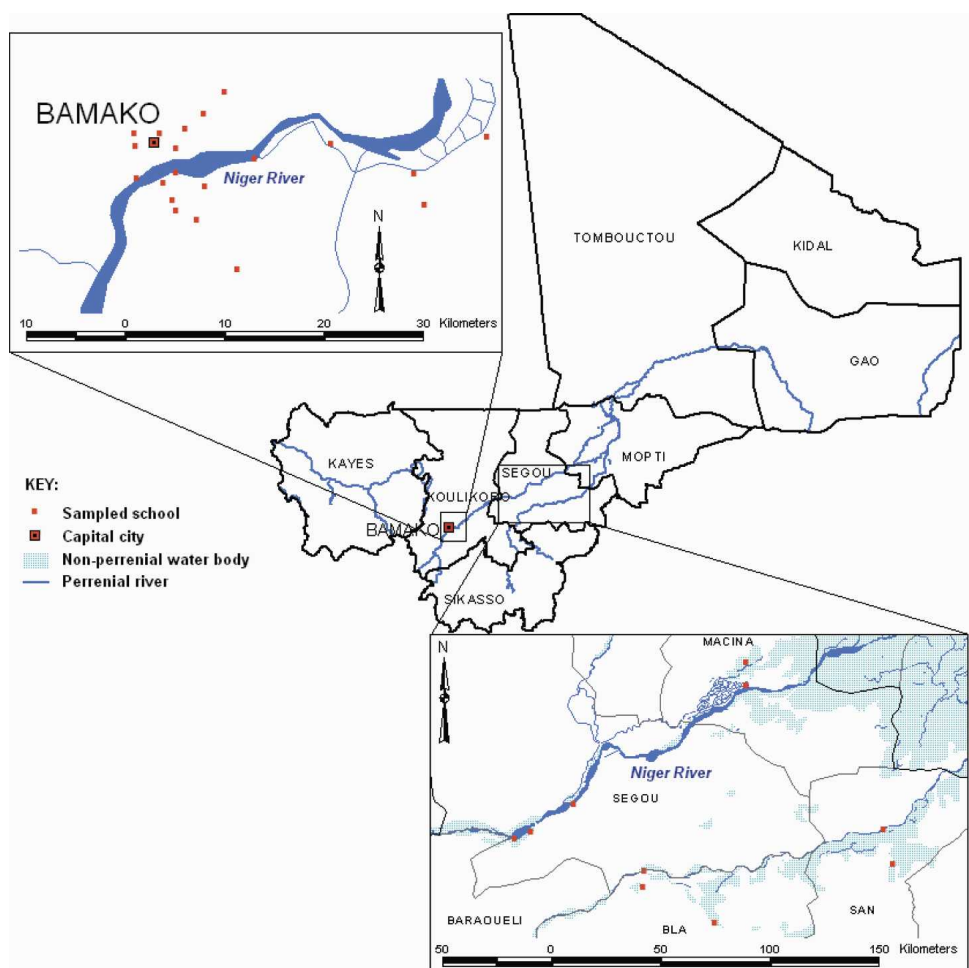 BAMAKO
Niger River
N
10 0 10 20 30 Kilometers
TOMBOUCTOU
KIDAL
GAO
KAYES
SEGOU
MOPTI
KOULIKORO
BAMAKO
SIKASSO
KEY:
Sampled school
Capital city
Non-perrenial water body
Perrenial river
N
MACINA
Niger River
SEGOU
BARAOUELI
BLA
SAN
50 0 50 100 150 Kilometers